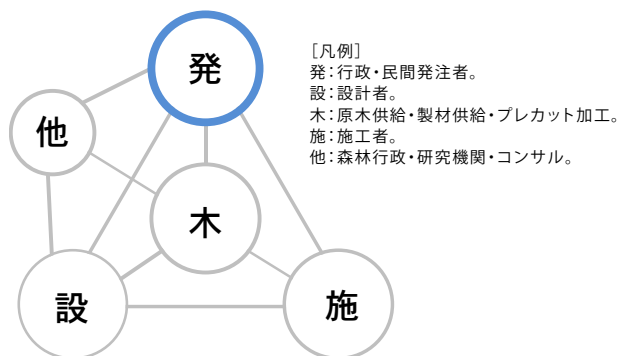 発
他
木
設
施
［凡例］
発：行政・民間発注者。
設：設計者。
木：原木供給・製材供給・プレカット加工。
施：施工者。
他：森林行政・研究機関・コンサル。